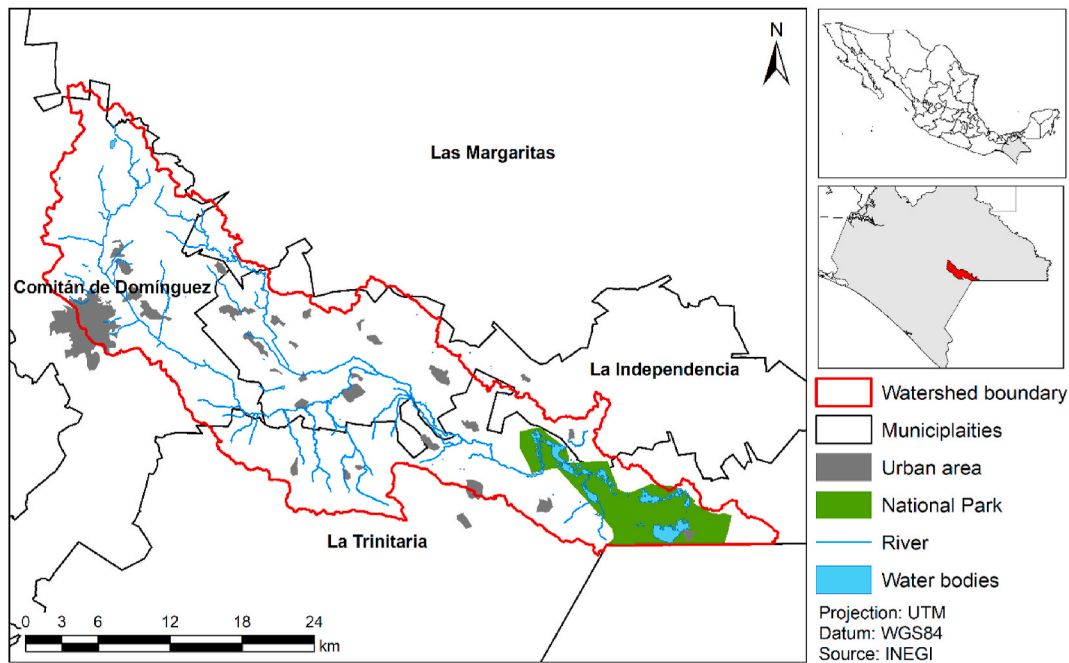 N
Las Margaritas
Comitán de Domínguez
La Independencia
La Trinitaria
0 3 6 12 18 24
km
Watershed boundary
Municiplaities
Urban area
National Park
River
Water bodies
Projection: UTM
Datum: WGS84
Source: INEGI